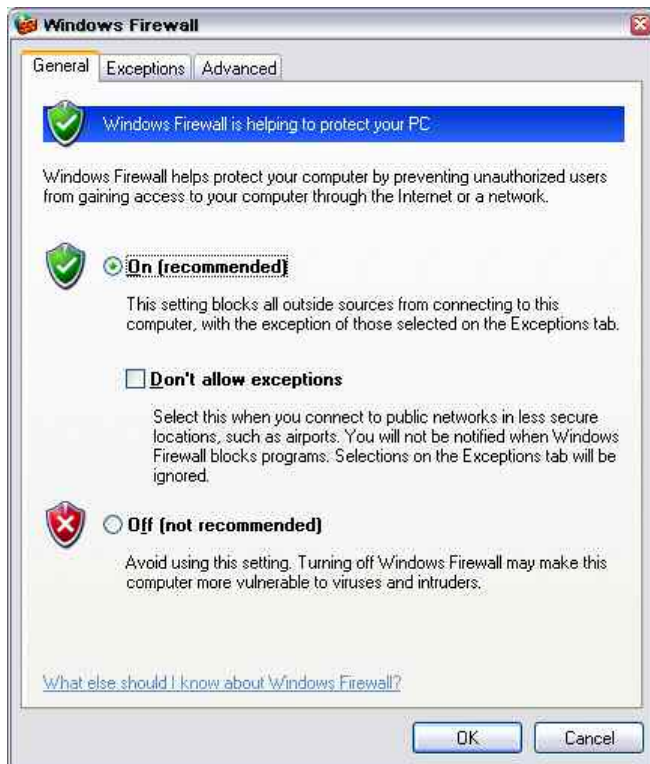 Windows Firewall
General
Exceptions
Advanced
Windows Firewall is helping to protect your PC
Windows Firewall helps protect your computer by preventing unauthorized users
from gaining access to your computer through the Internet or a network.
On (recommended)
This setting blocks all outside sources from connecting to this
computer, with the exception of those selected on the Exceptions tab.
Don't allow exceptions
Select this when you connect to public networks in less secure
locations, such as airports. You will not be notified when Windows
Firewall blocks programs. Selections on the Exceptions tab will be
ignored.
Off (not recommended)
Avoid using this setting. Turning off Windows Firewall may make this
computer more vulnerable to viruses and intruders.
What else should I know about Windows Firewall?
OK
Cancel